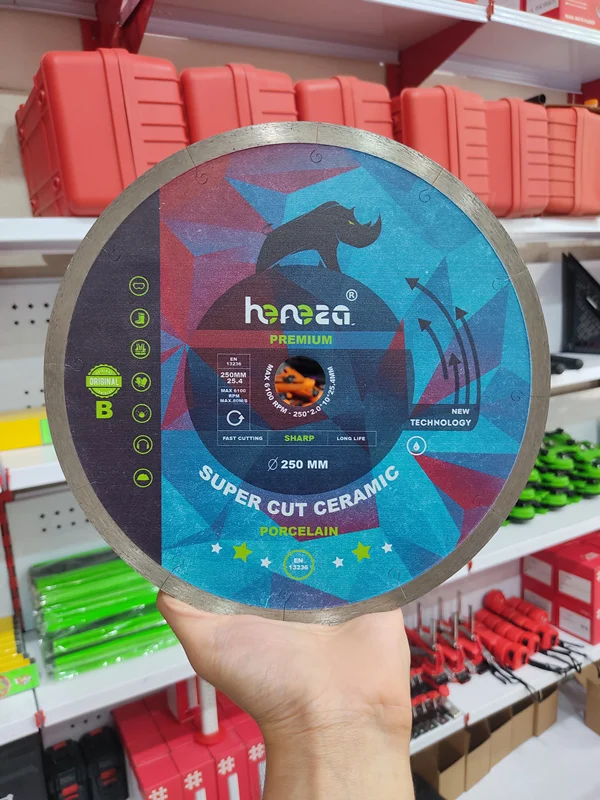 heneza ®
PREMIUM
EN
13236
250MM
25.4
MAX 6100
RPM
MAX.80M/S
MAX 6100 RPM - 250*2.0*10*25.4MM
FAST CUTTING
SHARP
LONG LIFE
Ø 250 MM
SUPER CUT CERAMIC
PORCELAIN
EN
13236
ORIGINAL
B
NEW
TECHNOLOGY